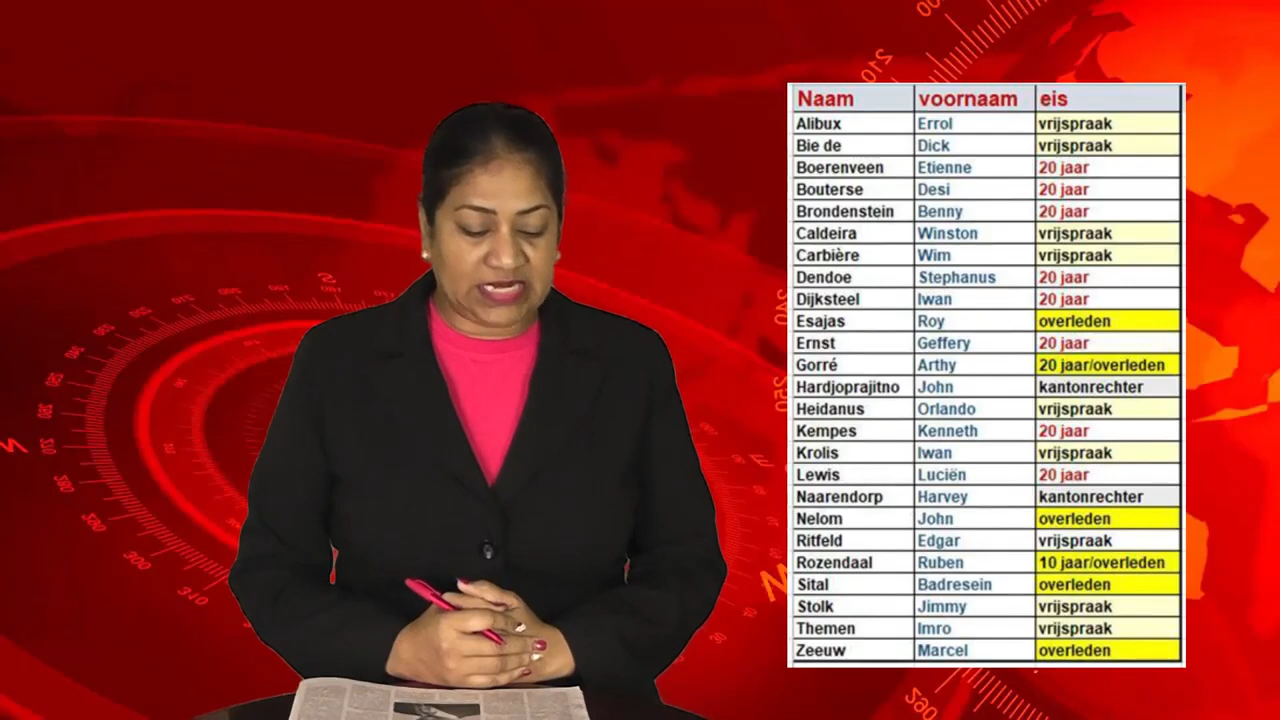 Naam voornaam eis
Alibux Errol vrijspraak
Bie de Dick vrijspraak
Boerenveen Etienne 20 jaar
Bouterse Desi 20 jaar
Brondenstein Benny 20 jaar
Caldeira Winston vrijspraak
Carbière Wim vrijspraak
Dendoe Stephanus 20 jaar
Dijksteel Iwan 20 jaar
Esajas Roy overleden
Ernst Geffery 20 jaar
Gorré Arthy 20 jaar/overleden
Hardjoprajitno John kantonrechter
Heidanus Orlando vrijspraak
Kempes Kenneth 20 jaar
Krolis Iwan vrijspraak
Lewis Luciën 20 jaar
Naarendorp Harvey kantonrechter
Nelom John overleden
Ritfeld Edgar vrijspraak
Rozendaal Ruben 10 jaar/overleden
Sital Badresein overleden
Stolk Jimmy vrijspraak
Themen Imro vrijspraak
Zeeuw Marcel overleden